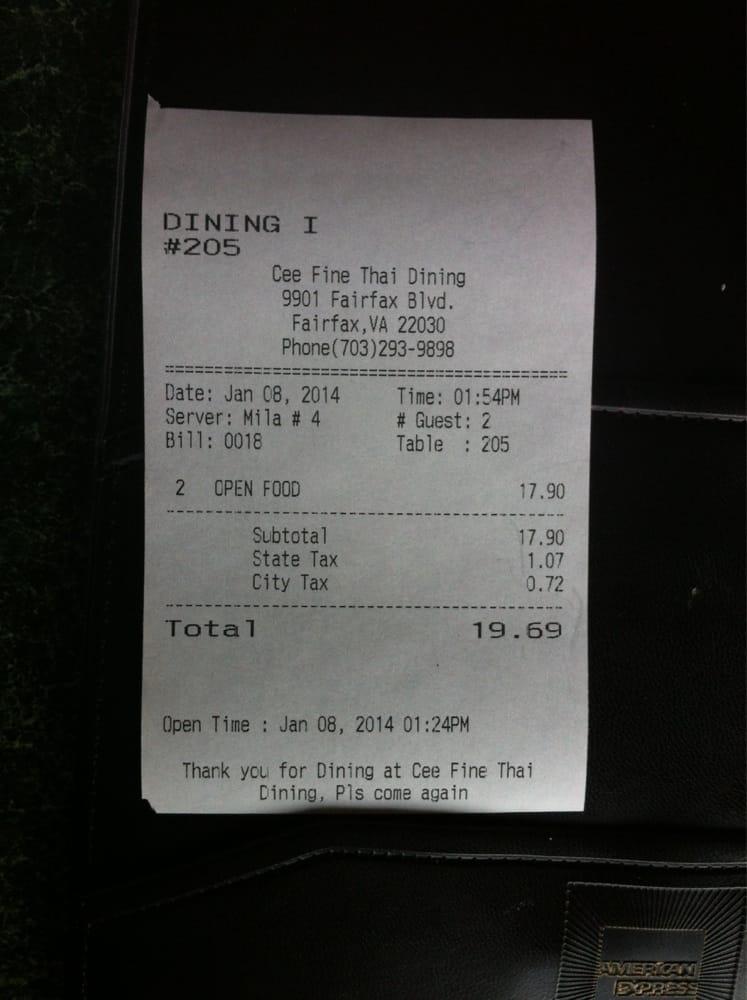 DINING I
#205
Cee Fine Thai Dining
9901 Fairfax Blvd.
Fairfax,VA 22030
Phone(703)293-9898
==========================================
Date: Jan 08, 2014 Time: 01:54PM
Server: Mila # 4 # Guest: 2
Bill: 0018 Table : 205
2 OPEN FOOD 17.90
Subtotal 17.90
State Tax 1.07
City Tax 0.72
Total 19.69
Open Time : Jan 08, 2014 01:24PM
Thank you for Dining at Cee Fine Thai
Dining, Pls come again
AMERICAN
EXPRESS